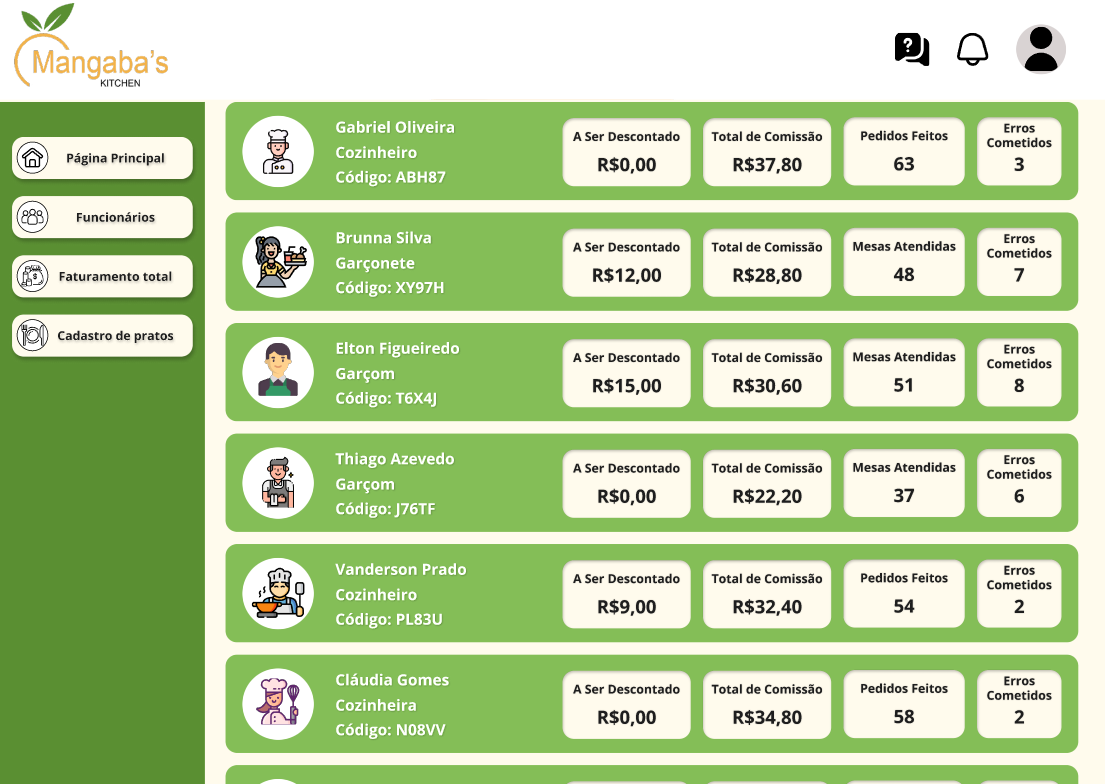 Mangaba's
KITCHEN
?
Página Principal
Funcionários
Faturamento total
Cadastro de pratos
Gabriel Oliveira
Cozinheiro
Código: ABH87
A Ser Descontado
R$0,00
Total de Comissão
R$37,80
Pedidos Feitos
63
Erros
Cometidos
3
Brunna Silva
Garçonete
Código: XY97H
A Ser Descontado
R$12,00
Total de Comissão
R$28,80
Mesas Atendidas
48
Erros
Cometidos
7
Elton Figueiredo
Garçom
Código: T6X4J
A Ser Descontado
R$15,00
Total de Comissão
R$30,60
Mesas Atendidas
51
Erros
Cometidos
8
Thiago Azevedo
Garçom
Código: J76TF
A Ser Descontado
R$0,00
Total de Comissão
R$22,20
Mesas Atendidas
37
Erros
Cometidos
6
Vanderson Prado
Cozinheiro
Código: PL83U
A Ser Descontado
R$9,00
Total de Comissão
R$32,40
Pedidos Feitos
54
Erros
Cometidos
2
Cláudia Gomes
Cozinheira
Código: N08VV
A Ser Descontado
R$0,00
Total de Comissão
R$34,80
Pedidos Feitos
58
Erros
Cometidos
2